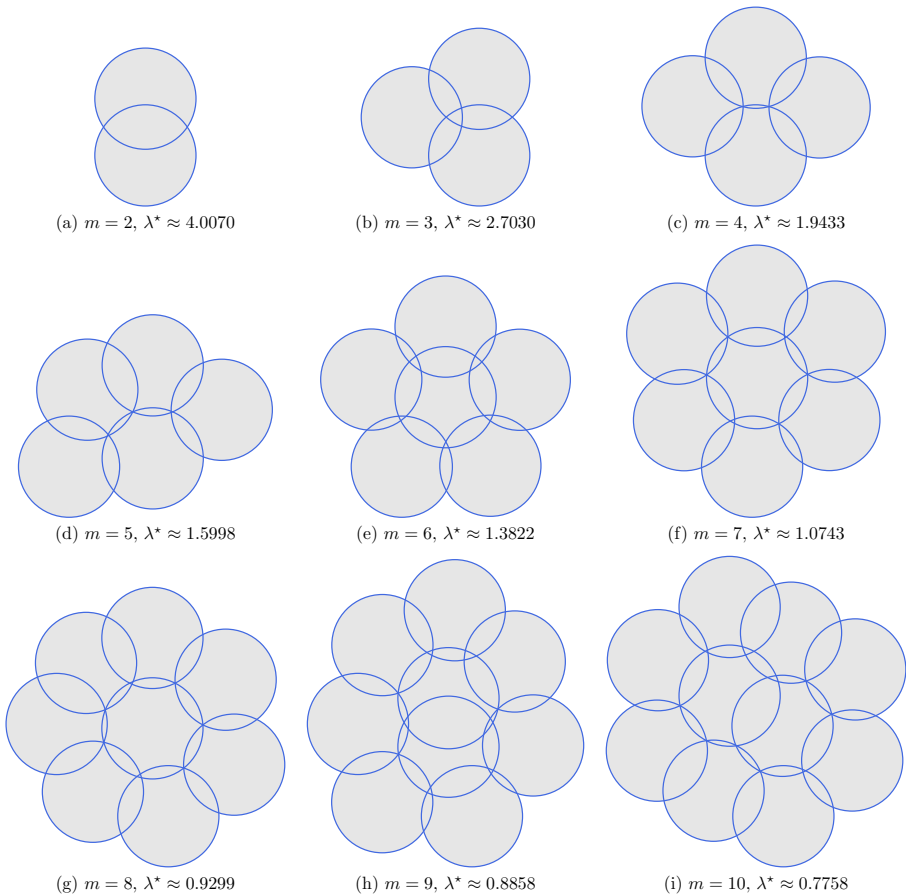 (a) m = 2, λ⋆ ≈ 4.0070
(b) m = 3, λ⋆ ≈ 2.7030
(c) m = 4, λ⋆ ≈ 1.9433
(d) m = 5, λ⋆ ≈ 1.5998
(e) m = 6, λ⋆ ≈ 1.3822
(f) m = 7, λ⋆ ≈ 1.0743
(g) m = 8, λ⋆ ≈ 0.9299
(h) m = 9, λ⋆ ≈ 0.8858
(i) m = 10, λ⋆ ≈ 0.7758